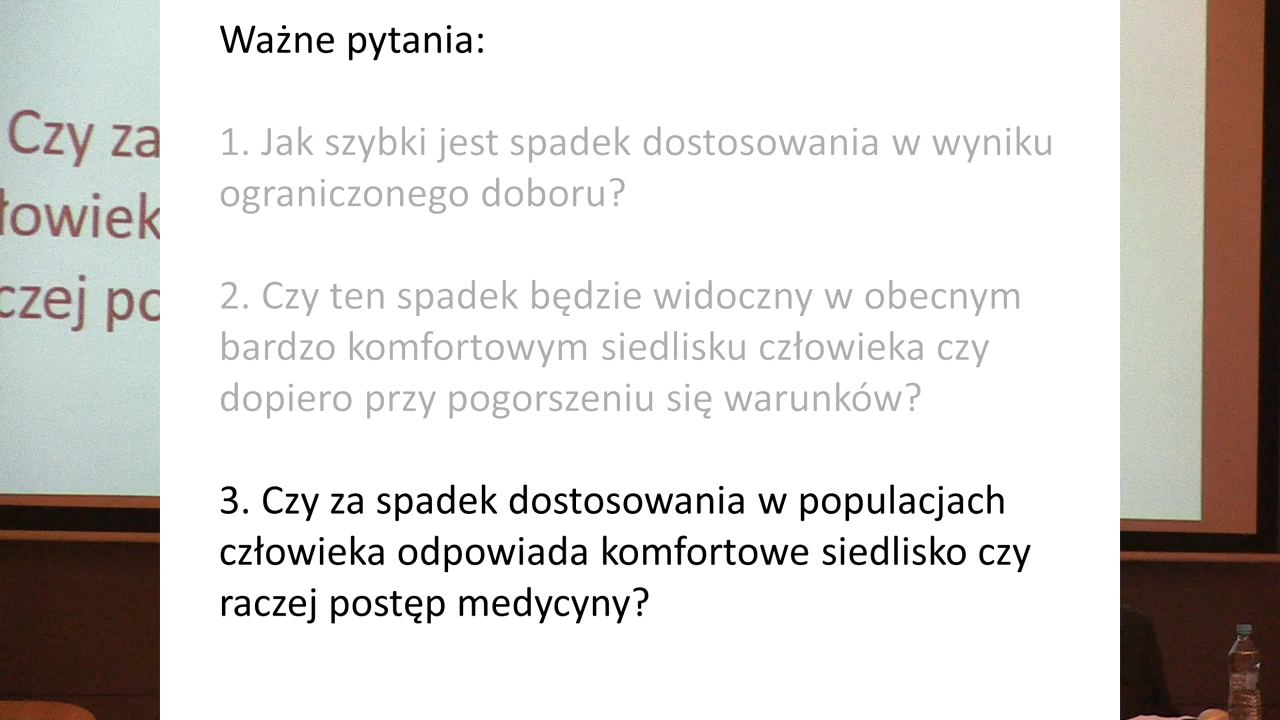 Ważne pytania:
1. Jak szybki jest spadek dostosowania w wyniku
ograniczonego doboru?
2. Czy ten spadek będzie widoczny w obecnym
bardzo komfortowym siedlisku człowieka czy
dopiero przy pogorszeniu się warunków?
3. Czy za spadek dostosowania w populacjach
człowieka odpowiada komfortowe siedlisko czy
raczej postęp medycyny?
Czy za
łowiek
czej po